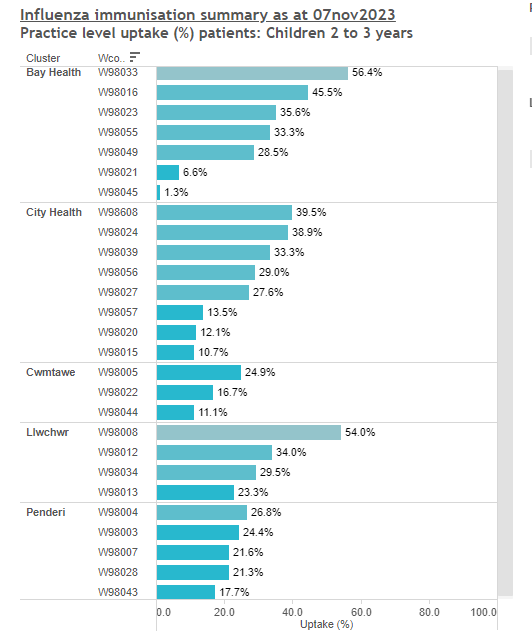 Influenza immunisation summary as at 07nov2023
Practice level uptake (%) patients: Children 2 to 3 years
Cluster Wco..
Bay Health W98033 56.4%
W98016 45.5%
W98023 35.6%
W98055 33.3%
W98049 28.5%
W98021 6.6%
W98045 1.3%
City Health W98608 39.5%
W98024 38.9%
W98039 33.3%
W98056 29.0%
W98027 27.6%
W98057 13.5%
W98020 12.1%
W98015 10.7%
Cwmtawe W98005 24.9%
W98022 16.7%
W98044 11.1%
Llwchwr W98008 54.0%
W98012 34.0%
W98034 29.5%
W98013 23.3%
Penderi W98004 26.8%
W98003 24.4%
W98007 21.6%
W98028 21.3%
W98043 17.7%
0.0 20.0 40.0 60.0 80.0 100.0
Uptake (%)